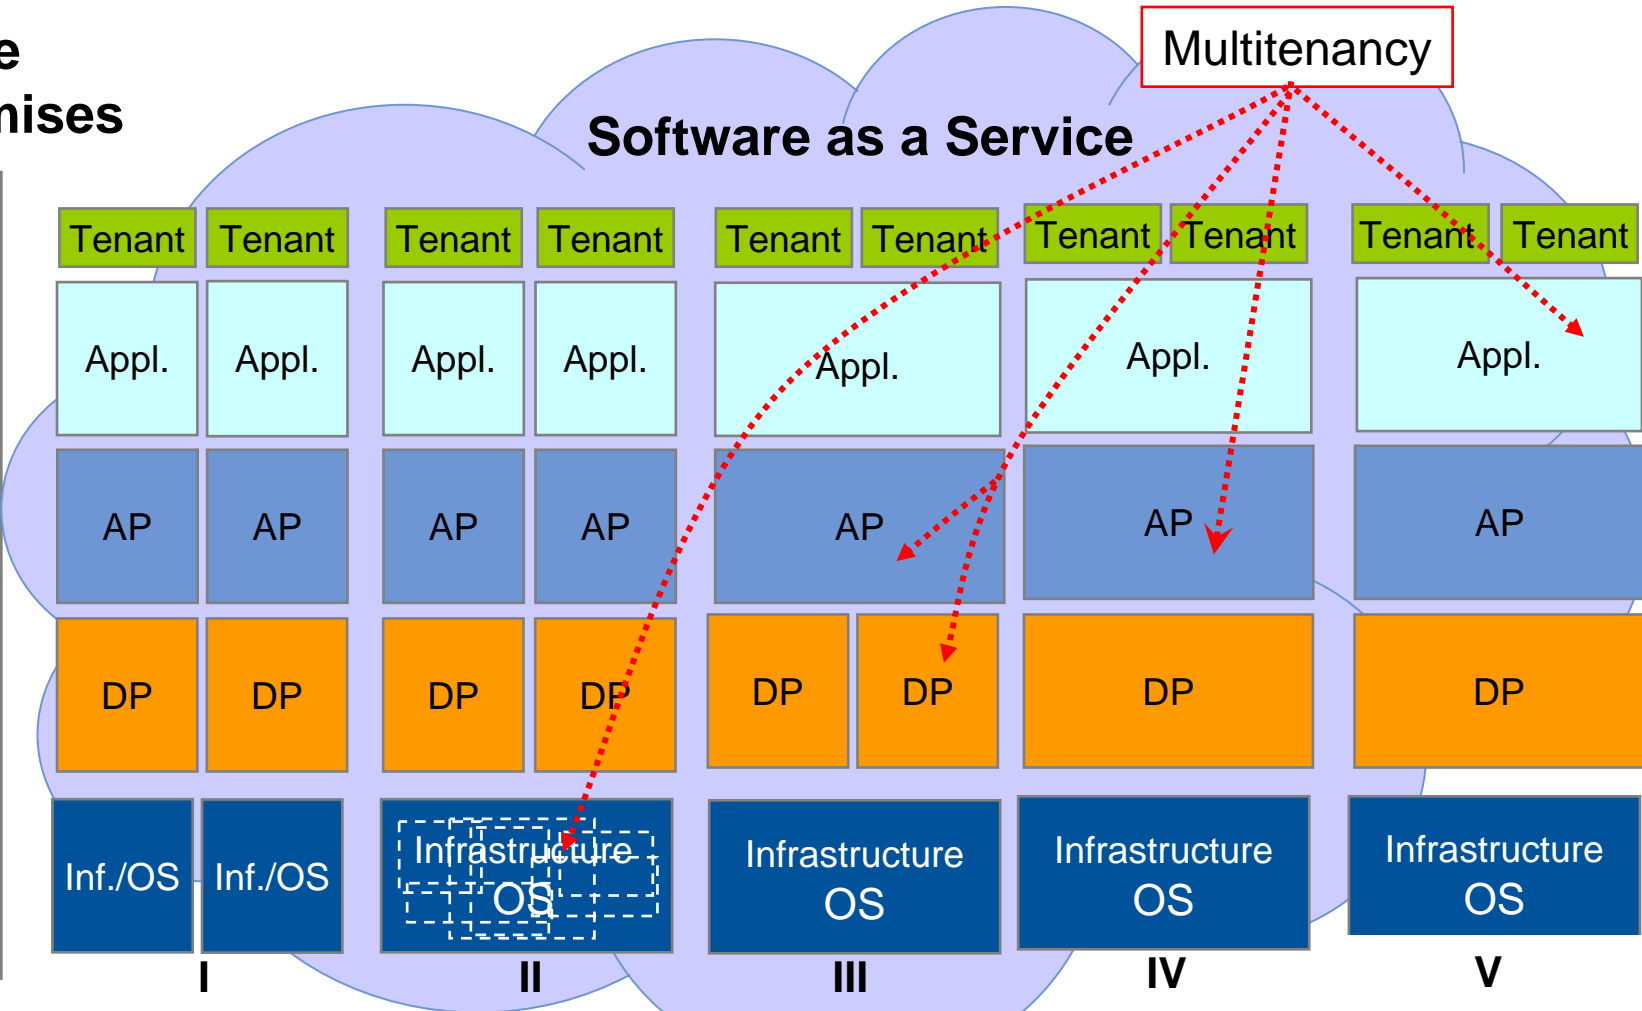 e
mises
Multitenancy
Software as a Service
Tenant Tenant Tenant Tenant Tenant Tenant Tenant Tenant Tenant Tenant
Appl. Appl. Appl. Appl. Appl. Appl. Appl.
AP AP AP AP AP AP AP
DP DP DP DP DP DP DP DP
Inf./OS Inf./OS Infrastructure Infrastructure Infrastructure Infrastructure
OS OS OS OS
I II III IV V